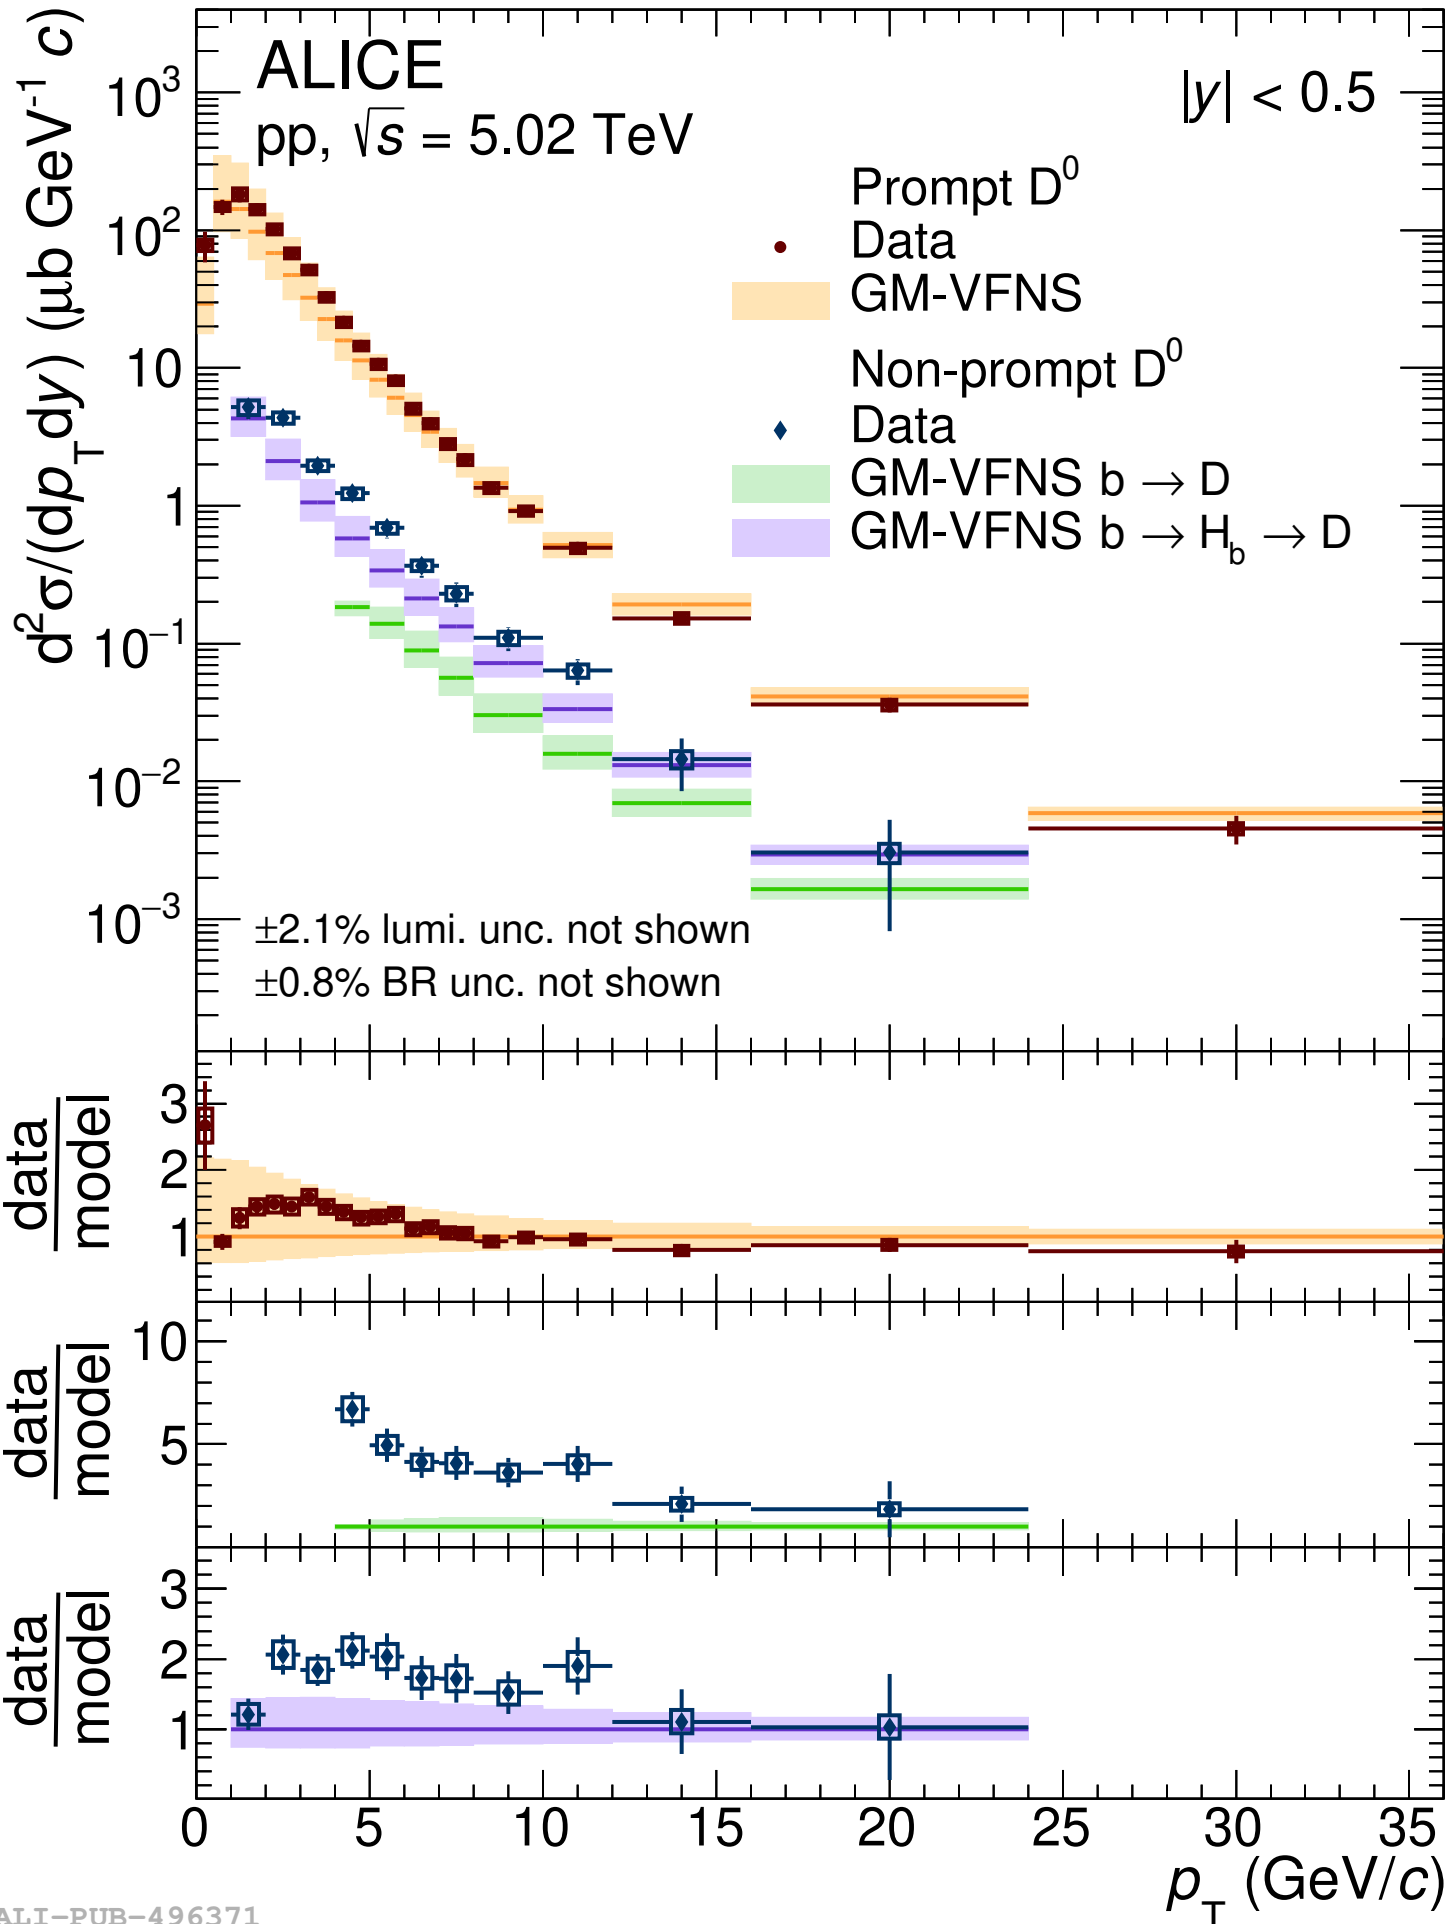 ALICE
pp, √s = 5.02 TeV
|y| < 0.5
Prompt D⁰
Data
GM-VFNS
Non-prompt D⁰
Data
GM-VFNS b → D
GM-VFNS b → H_b → D
±2.1% lumi. unc. not shown
±0.8% BR unc. not shown
d²σ/(dp_T dy) (μb GeV⁻¹ c)
10³
10²
10
1
10⁻¹
10⁻²
10⁻³
data
model
3
2
1
data
model
10
5
data
model
3
2
1
0 5 10 15 20 25 30 35
p_T (GeV/c)
ALI-PUB-496371